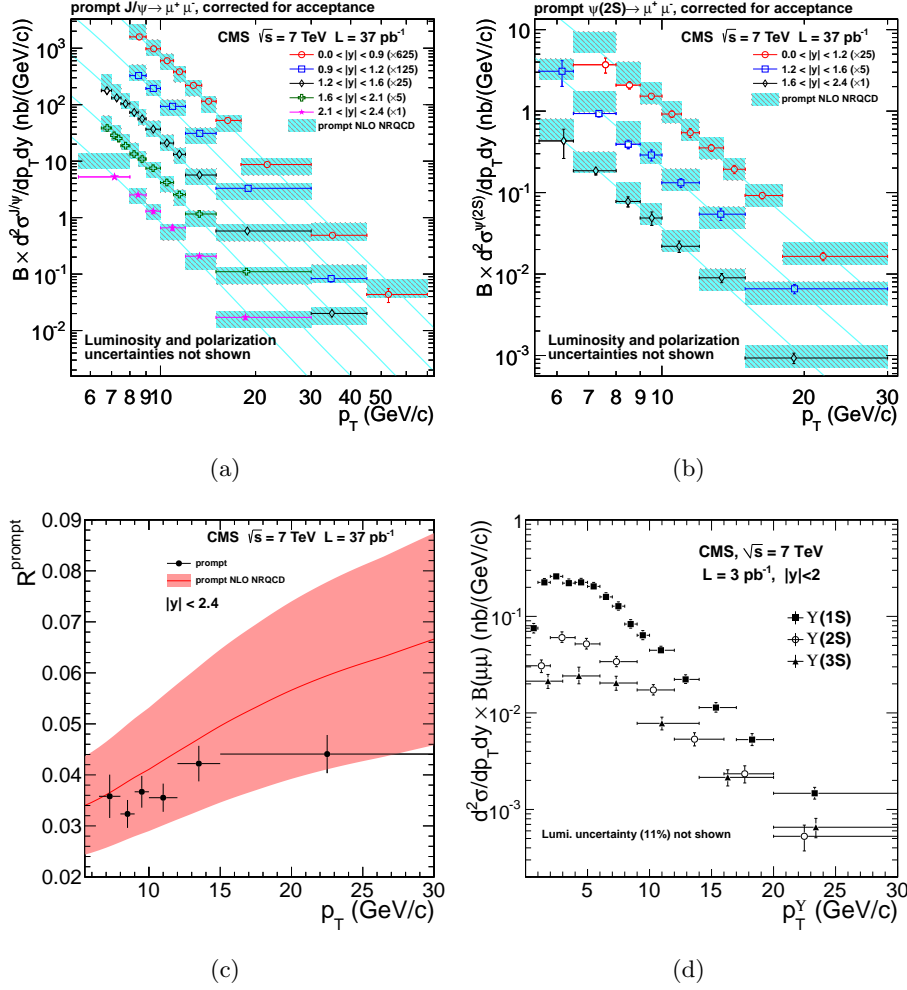 prompt J/ψ→ μ⁺ μ⁻, corrected for acceptance
CMS √s = 7 TeV L = 37 pb⁻¹
0.0 < |y| < 0.9 (×625)
0.9 < |y| < 1.2 (×125)
1.2 < |y| < 1.6 (×25)
1.6 < |y| < 2.1 (×5)
2.1 < |y| < 2.4 (×1)
prompt NLO NRQCD
B × d²σ^J/ψ/dp_T dy (nb/(GeV/c))
10³
10²
10
1
10⁻¹
10⁻²
Luminosity and polarization
uncertainties not shown
6 7 8 9 10 20 30 40 50
p_T (GeV/c)
(a)
prompt ψ(2S)→ μ⁺ μ⁻, corrected for acceptance
CMS √s = 7 TeV L = 37 pb⁻¹
0.0 < |y| < 1.2 (×25)
1.2 < |y| < 1.6 (×5)
1.6 < |y| < 2.4 (×1)
prompt NLO NRQCD
B × d²σ^ψ(2S)/dp_T dy (nb/(GeV/c))
10
1
10⁻¹
10⁻²
10⁻³
Luminosity and polarization
uncertainties not shown
6 7 8 9 10 20 30
p_T (GeV/c)
(b)
R^prompt
0.09
0.08
0.07
0.06
0.05
0.04
0.03
0.02
CMS √s = 7 TeV L = 37 pb⁻¹
prompt
prompt NLO NRQCD
|y| < 2.4
10 15 20 25 30
p_T (GeV/c)
(c)
d²σ/dp_T dy × B(μμ) (nb/(GeV/c))
1
10⁻¹
10⁻²
10⁻³
CMS, √s = 7 TeV
L = 3 pb⁻¹, |y|<2
ϒ(1S)
ϒ(2S)
ϒ(3S)
Lumi. uncertainty (11%) not shown
5 10 15 20 25 30
p_T^ϒ (GeV/c)
(d)